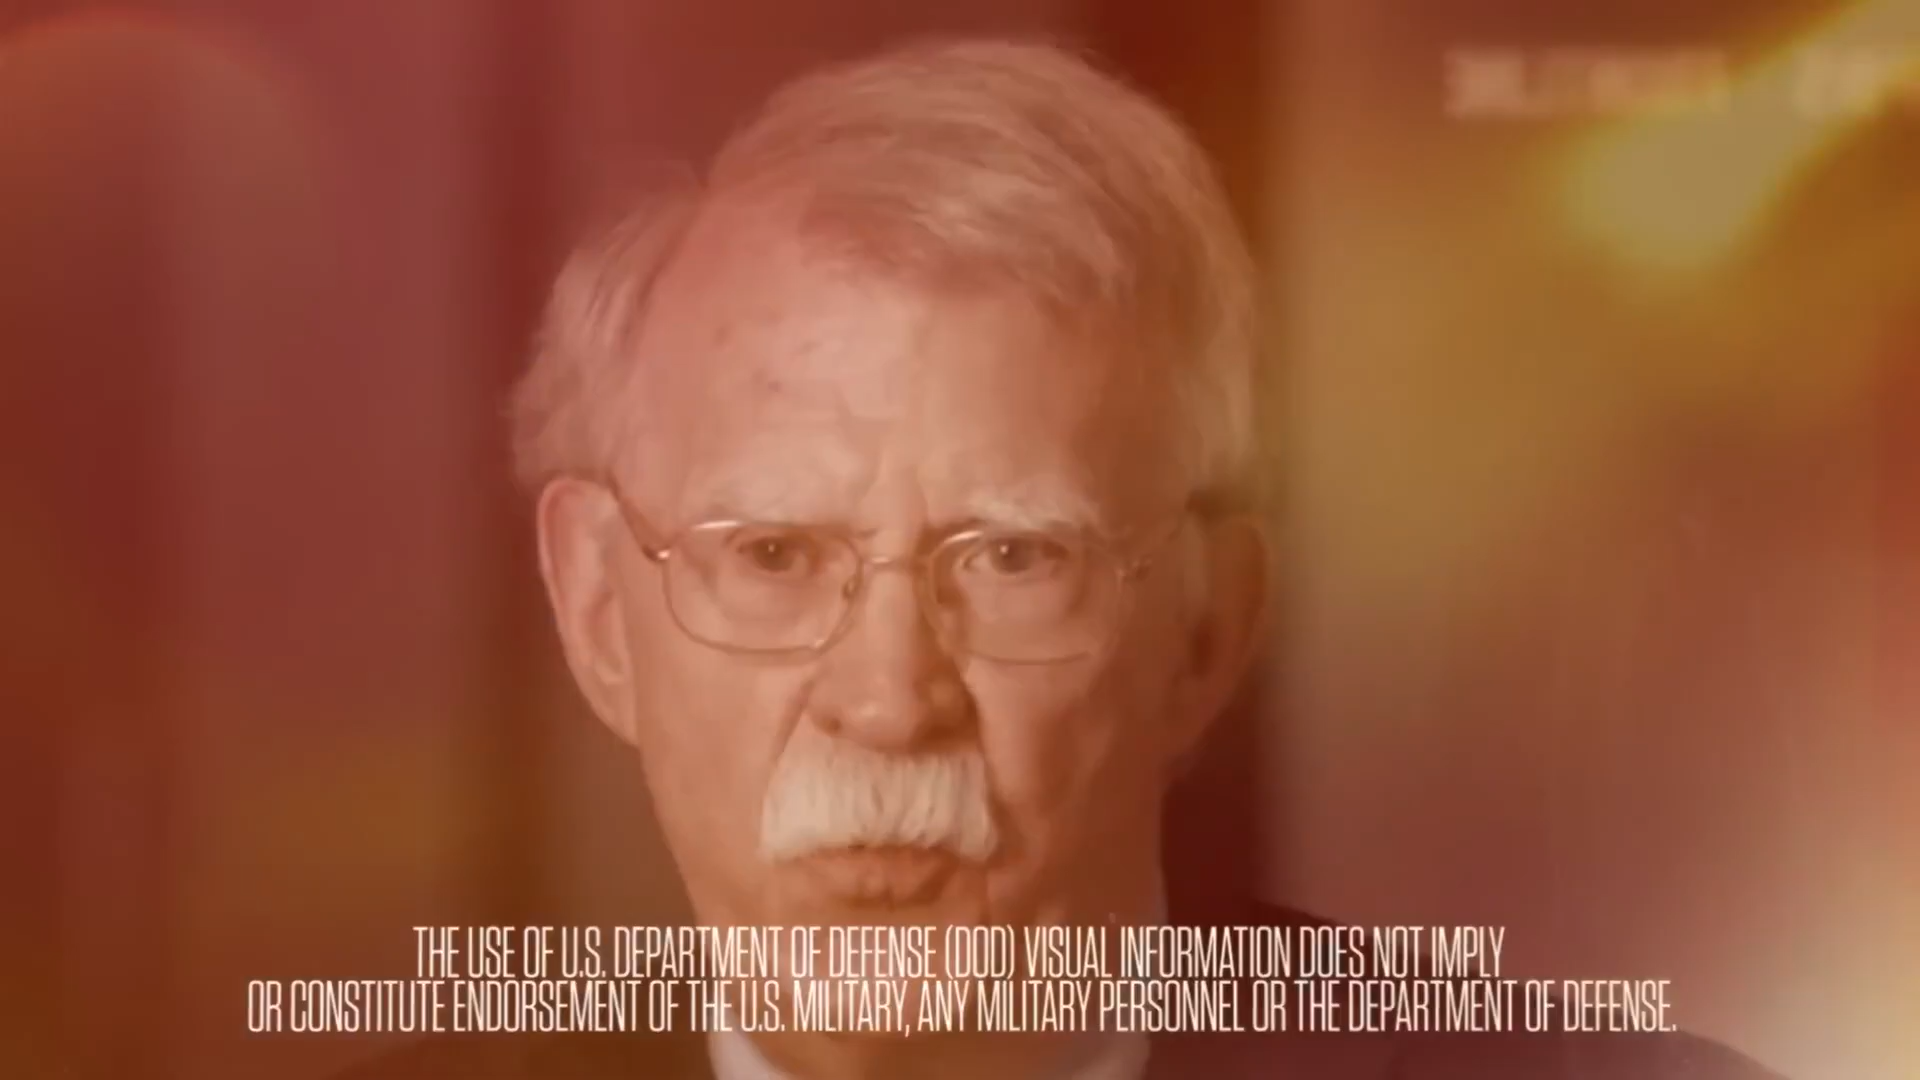 THE USE OF U.S. DEPARTMENT OF DEFENSE (DOD) VISUAL INFORMATION DOES NOT IMPLY
OR CONSTITUTE ENDORSEMENT OF THE U.S. MILITARY, ANY MILITARY PERSONNEL OR THE DEPARTMENT OF DEFENSE.